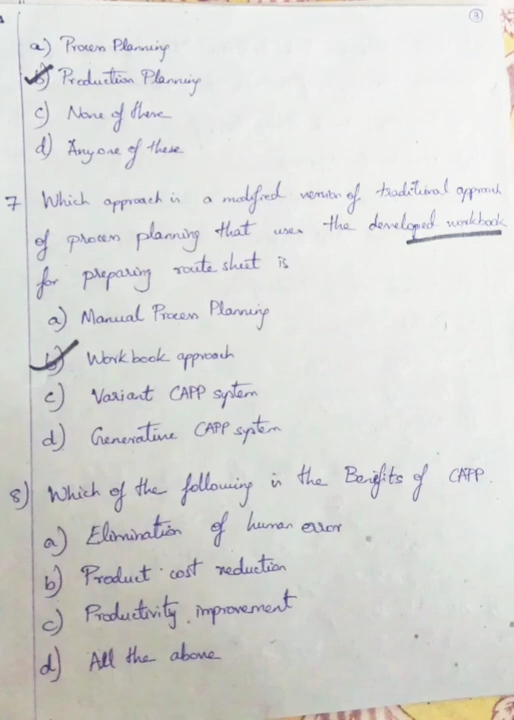 3
a) Process Planning
b) Production Planning
c) None of these
d) Any one of these
7 Which approach is a modified version of traditional approach
of process planning that uses the developed workbook
for preparing route sheet is
a) Manual Process Planning
b) Work book approach
c) Variant CAPP system
d) Generative CAPP system
8) Which of the following is the Benifits of CAPP.
a) Elimination of human error
b) Product cost reduction
c) Productivity improvement
d) All the above